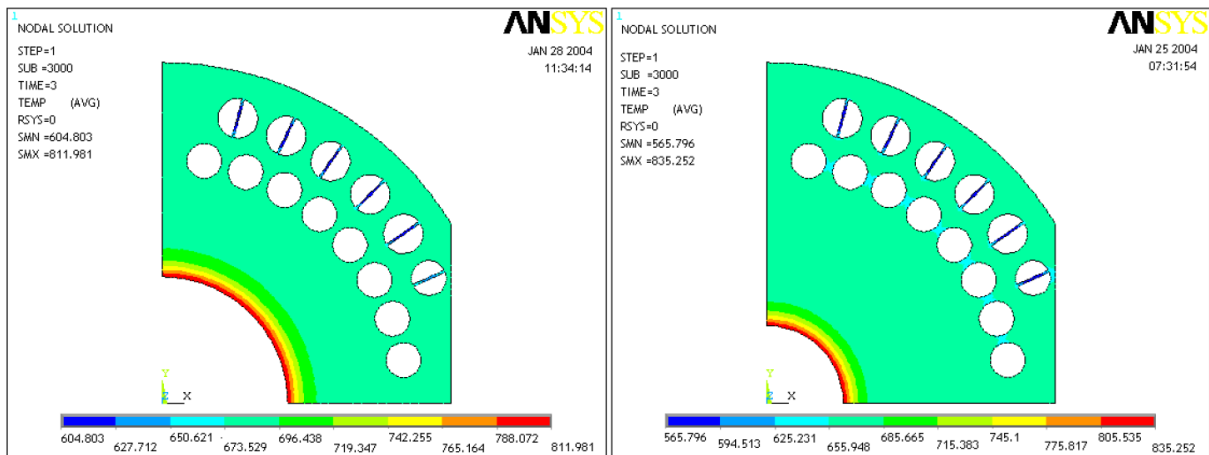 1
NODAL SOLUTION
STEP=1
SUB =3000
TIME=3
TEMP (AVG)
RSYS=0
SMN =604.803
SMX =811.981
ANSYS
JAN 28 2004
11:34:14
Y
Z X
604.803 627.712 650.621 673.529 696.438 719.347 742.255 765.164 788.072 811.981
1
NODAL SOLUTION
STEP=1
SUB =3000
TIME=3
TEMP (AVG)
RSYS=0
SMN =565.796
SMX =835.252
ANSYS
JAN 25 2004
07:31:54
Y
Z X
565.796 594.513 625.231 655.948 685.665 715.383 745.1 775.817 805.535 835.252